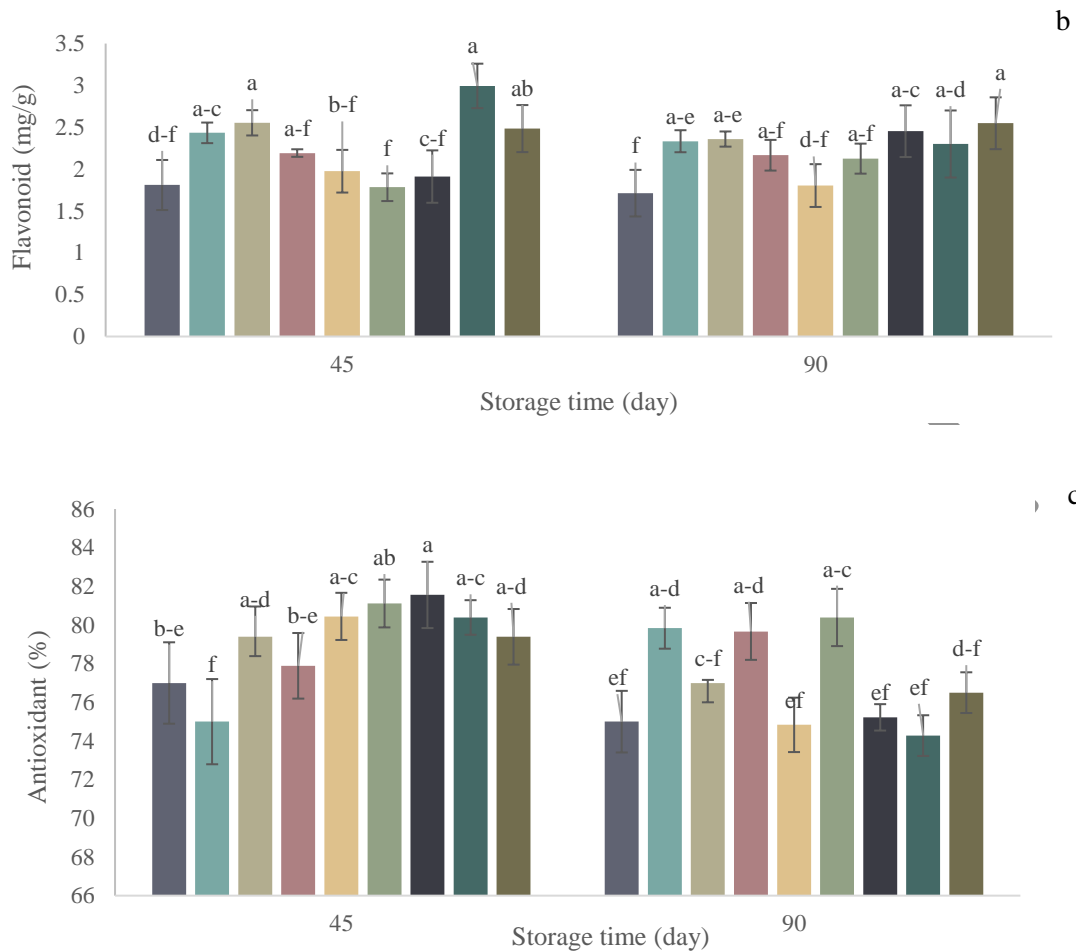 b
Flavonoid (mg/g)
3.5
3
2.5
2
1.5
1
0.5
0
d-f a-c a a-f b-f f c-f a ab
f a-e a-e a-f d-f a-f a-c a-d a
45 90
Storage time (day)
c
Antioxidant (%)
86
84
82
80
78
76
74
72
70
68
66
b-e f a-d b-e a-c ab a a-c a-d
ef a-d c-f a-d ef a-c ef ef d-f
45 90
Storage time (day)